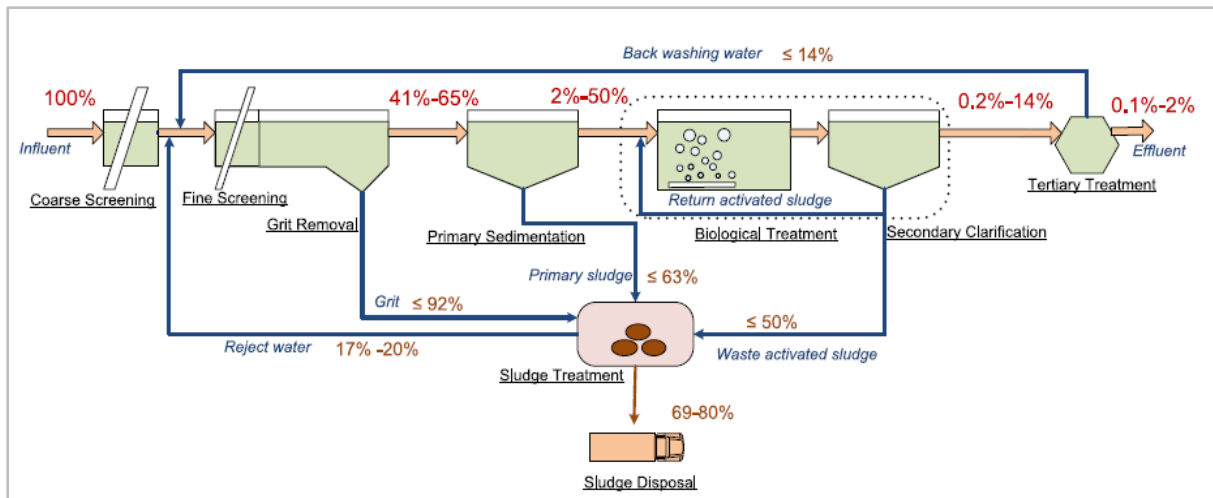 Back washing water ≤ 14%
100%
41%-65%
2%-50%
0.2%-14%
0.1%-2%
Influent
Effluent
Coarse Screening
Fine Screening
Return activated sludge
Tertiary Treatment
Grit Removal
Primary Sedimentation
Biological Treatment
Secondary Clarification
Primary sludge ≤ 63%
Grit ≤ 92%
≤ 50%
Reject water 17% -20%
Waste activated sludge
Sludge Treatment
69-80%
Sludge Disposal